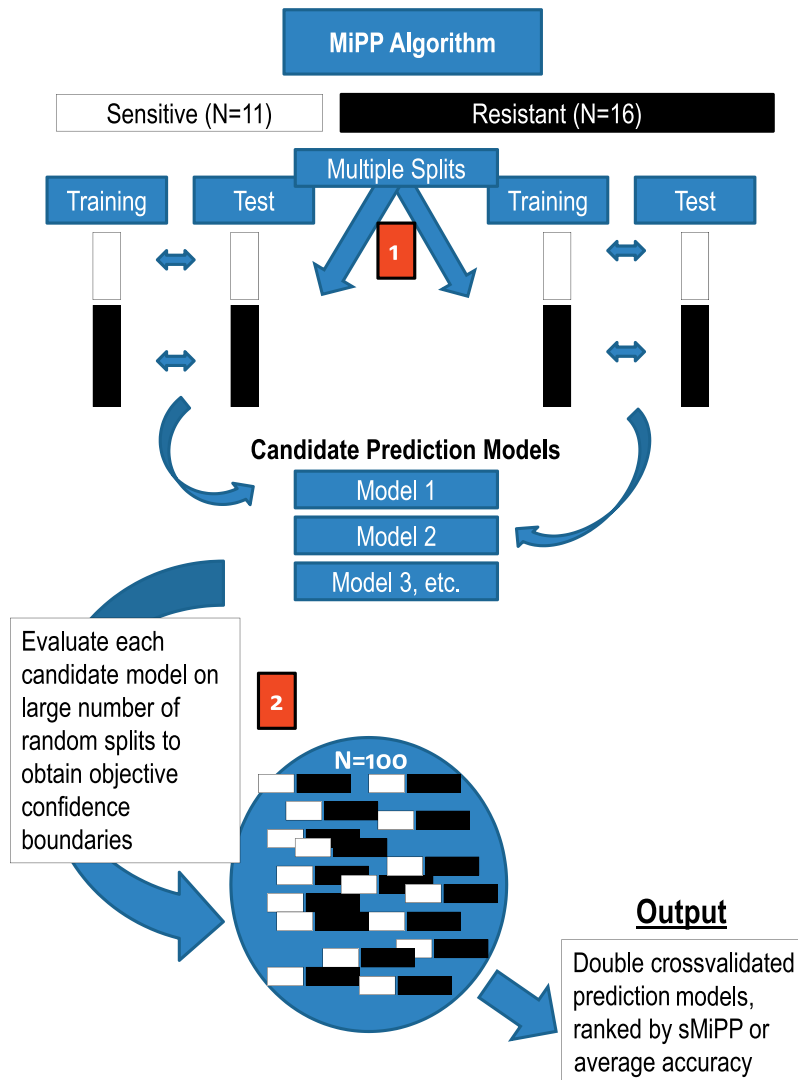 MiPP Algorithm
Sensitive (N=11)
Resistant (N=16)
Multiple Splits
Training
Test
Training
Test
1
Candidate Prediction Models
Model 1
Model 2
Model 3, etc.
Evaluate each
candidate model on
large number of
random splits to
obtain objective
confidence
boundaries
2
N=100
Output
Double crossvalidated
prediction models,
ranked by sMiPP or
average accuracy